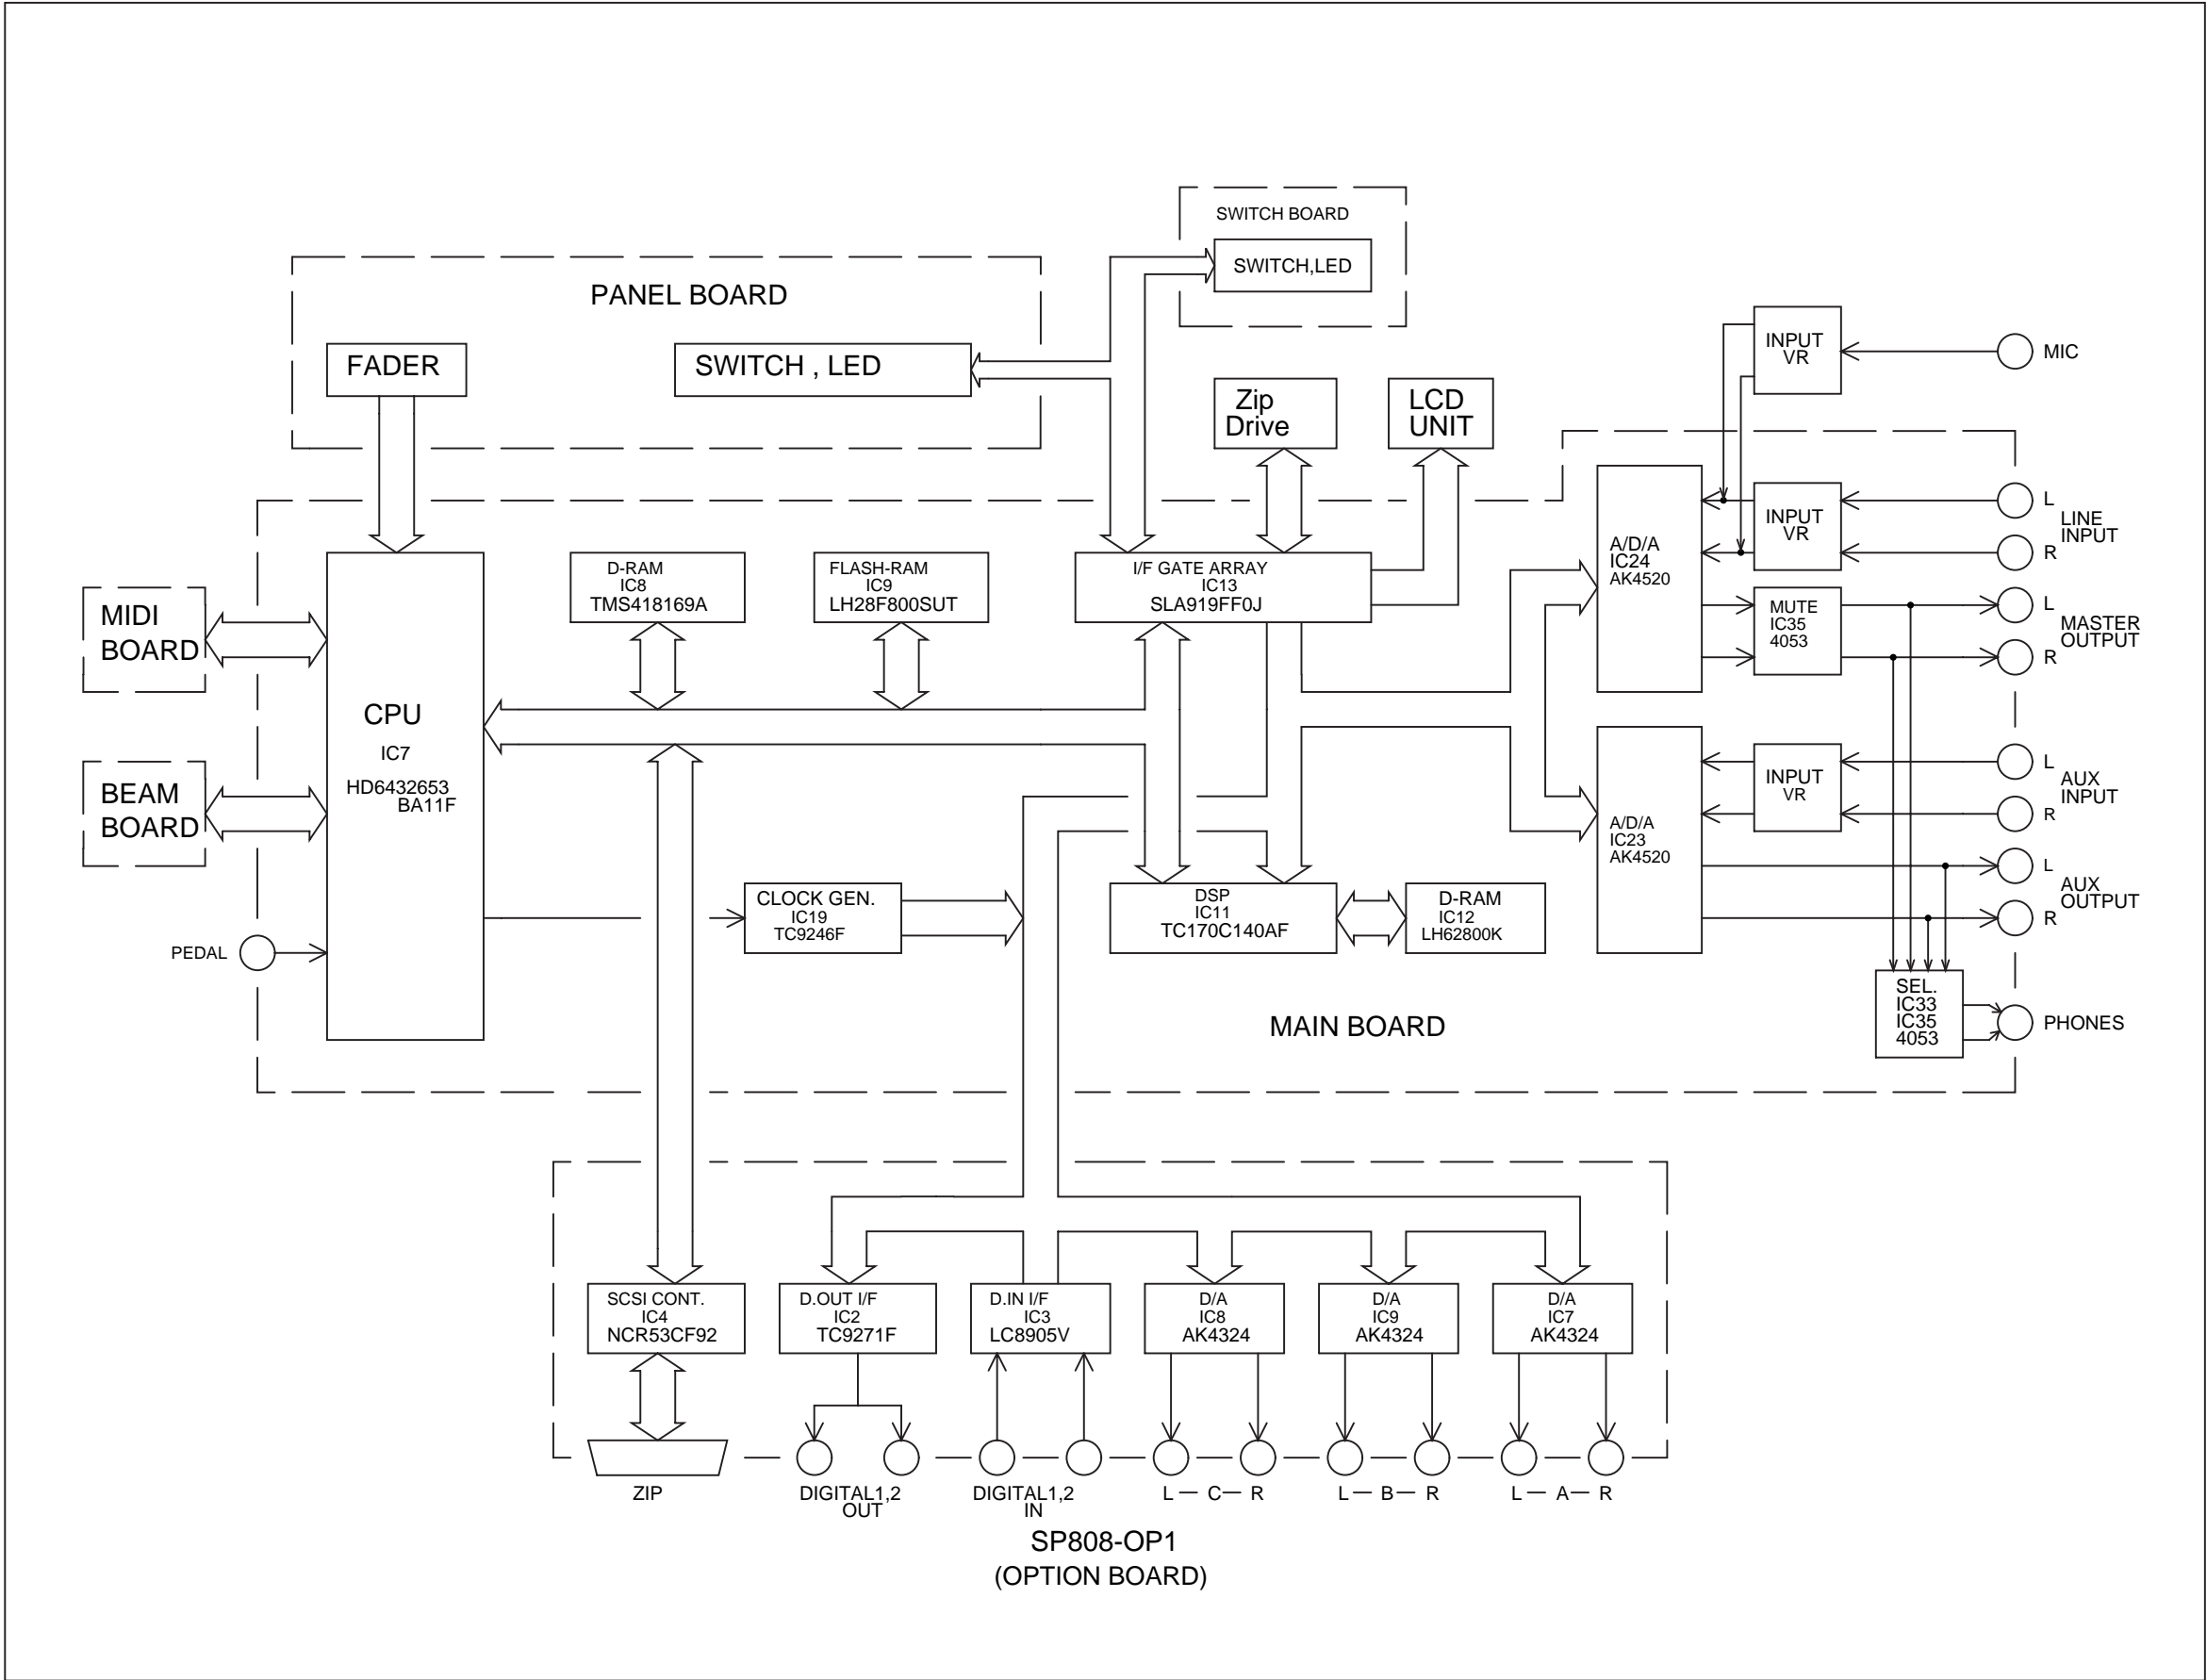 SWITCH BOARD
SWITCH,LED
PANEL BOARD
FADER
SWITCH , LED
Zip
Drive
LCD
UNIT
INPUT
VR
MIC
INPUT
VR
L
LINE
INPUT
R
A/D/A
IC24
AK4520
MUTE
IC35
4053
L
MASTER
OUTPUT
R
MIDI
BOARD
BEAM
BOARD
CPU
IC7
HD6432653
BA11F
D-RAM
IC8
TMS418169A
FLASH-RAM
IC9
LH28F800SUT
I/F GATE ARRAY
IC13
SLA919FF0J
A/D/A
IC23
AK4520
INPUT
VR
L
AUX
INPUT
R
L
AUX
OUTPUT
R
PEDAL
CLOCK GEN.
IC19
TC9246F
DSP
IC11
TC170C140AF
D-RAM
IC12
LH62800K
SEL.
IC33
IC35
4053
PHONES
MAIN BOARD
SCSI CONT.
IC4
NCR53CF92
D.OUT I/F
IC2
TC9271F
D.IN I/F
IC3
LC8905V
D/A
IC8
AK4324
D/A
IC9
AK4324
D/A
IC7
AK4324
ZIP
DIGITAL1,2
OUT
DIGITAL1,2
IN
L — C — R
L — B — R
L — A — R
SP808-OP1
(OPTION BOARD)